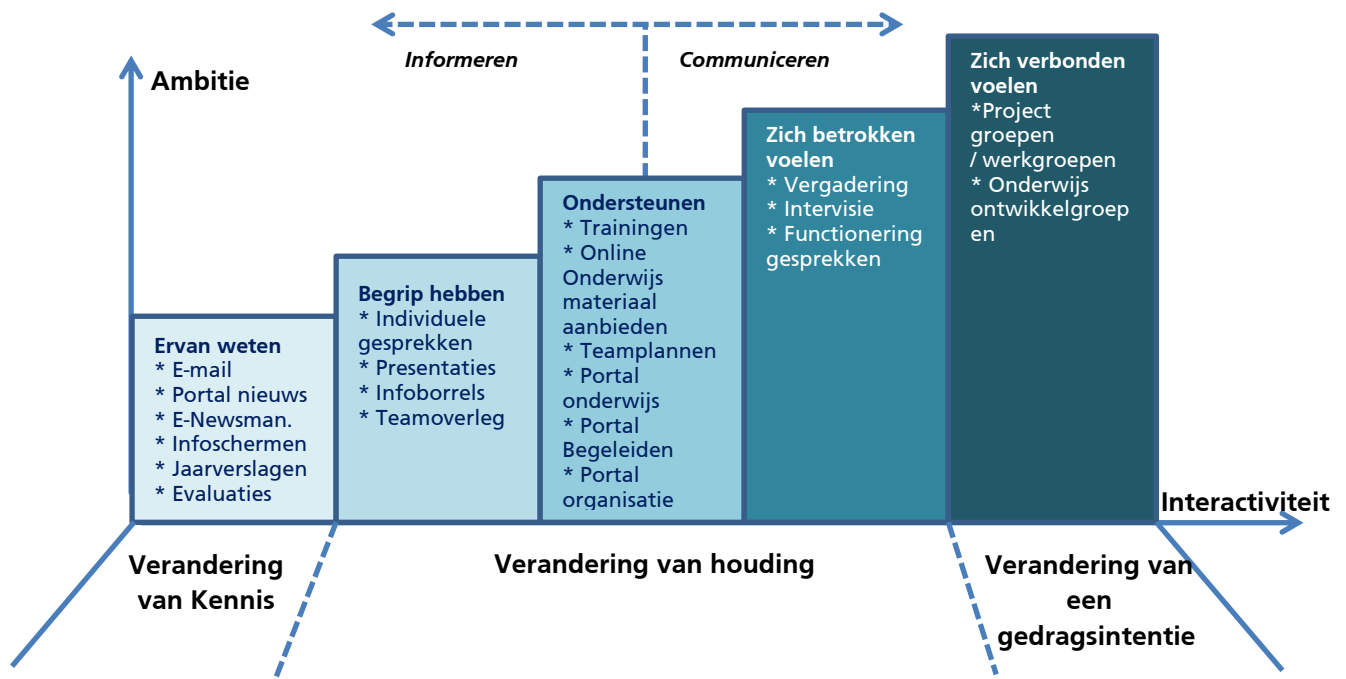 Informeren
Communiceren
Ambitie
Ervan weten
* E-mail
* Portal nieuws
* E-Newsman.
* Infoschermen
* Jaarverslagen
* Evaluaties
Begrip hebben
* Individuele
gesprekken
* Presentaties
* Infoborrels
* Teamoverleg
Ondersteunen
* Trainingen
* Online
Onderwijs
materiaal
aanbieden
* Teamplannen
* Portal
onderwijs
* Portal
Begeleiden
* Portal
organisatie
Zich betrokken
voelen
* Vergadering
* Intervisie
* Functionering
gesprekken
Zich verbonden
voelen
*Project
groepen
/ werkgroepen
* Onderwijs
ontwikkelgroep
en
Interactiviteit
Verandering
van Kennis
Verandering van houding
Verandering van
een
gedragsintentie